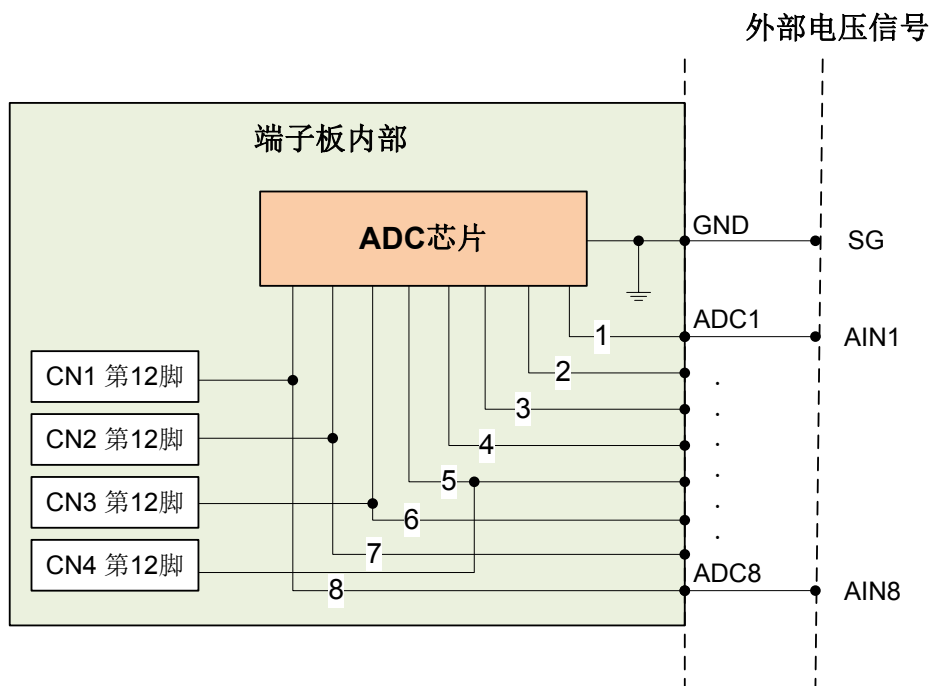 外部电压信号
端子板内部
ADC芯片
GND
SG
ADC1
AIN1
1
2
3
4
5
6
7
8
CN1 第12脚
CN2 第12脚
CN3 第12脚
CN4 第12脚
ADC8
AIN8